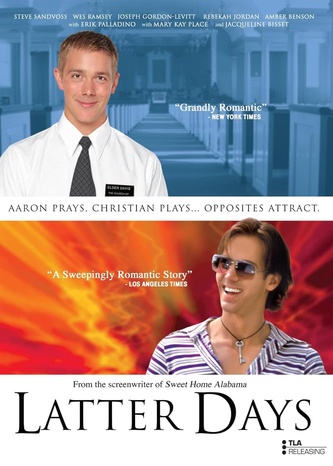 STEVE SANDVOSS WES RAMSEY JOSEPH GORDON-LEVITT REBEKAH JORDAN AMBER BENSON
with ERIK PALLADINO with MARY KAY PLACE and JACQUELINE BISSET
"Grandly Romantic"
- NEW YORK TIMES
ELDER DAVIS
AARON PRAYS. CHRISTIAN PLAYS... OPPOSITES ATTRACT.
"A Sweepingly Romantic Story"
- LOS ANGELES TIMES
From the screenwriter of Sweet Home Alabama
LATTER DAYS
TLA
RELEASING